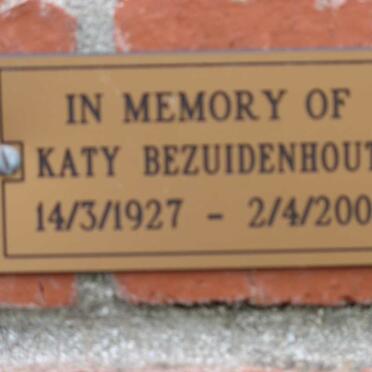 IN MEMORY OF
KATY BEZUIDENHOUT
14/3/1927 - 2/4/200